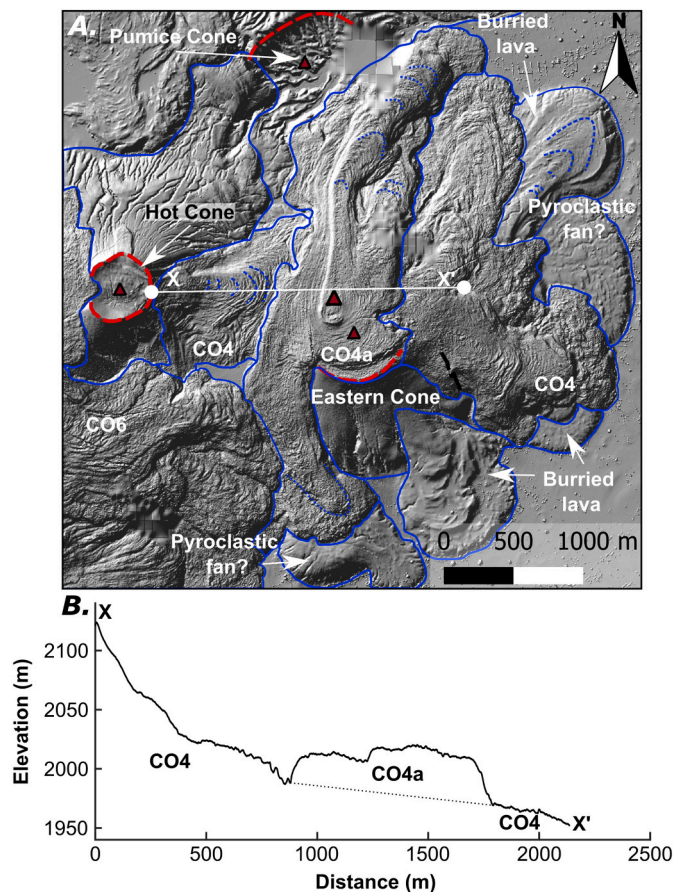 A.
Burried
lava
N
Pumice Cone
Pyroclastic
fan?
Hot Cone
X
X'
CO4
CO4a
CO4
Eastern Cone
CO6
Burried
lava
Pyroclastic
fan?
0 500 1000 m
B.
X
2100
2050
2000
1950
Elevation (m)
CO4
CO4a
CO4
X'
0 500 1000 1500 2000 2500
Distance (m)